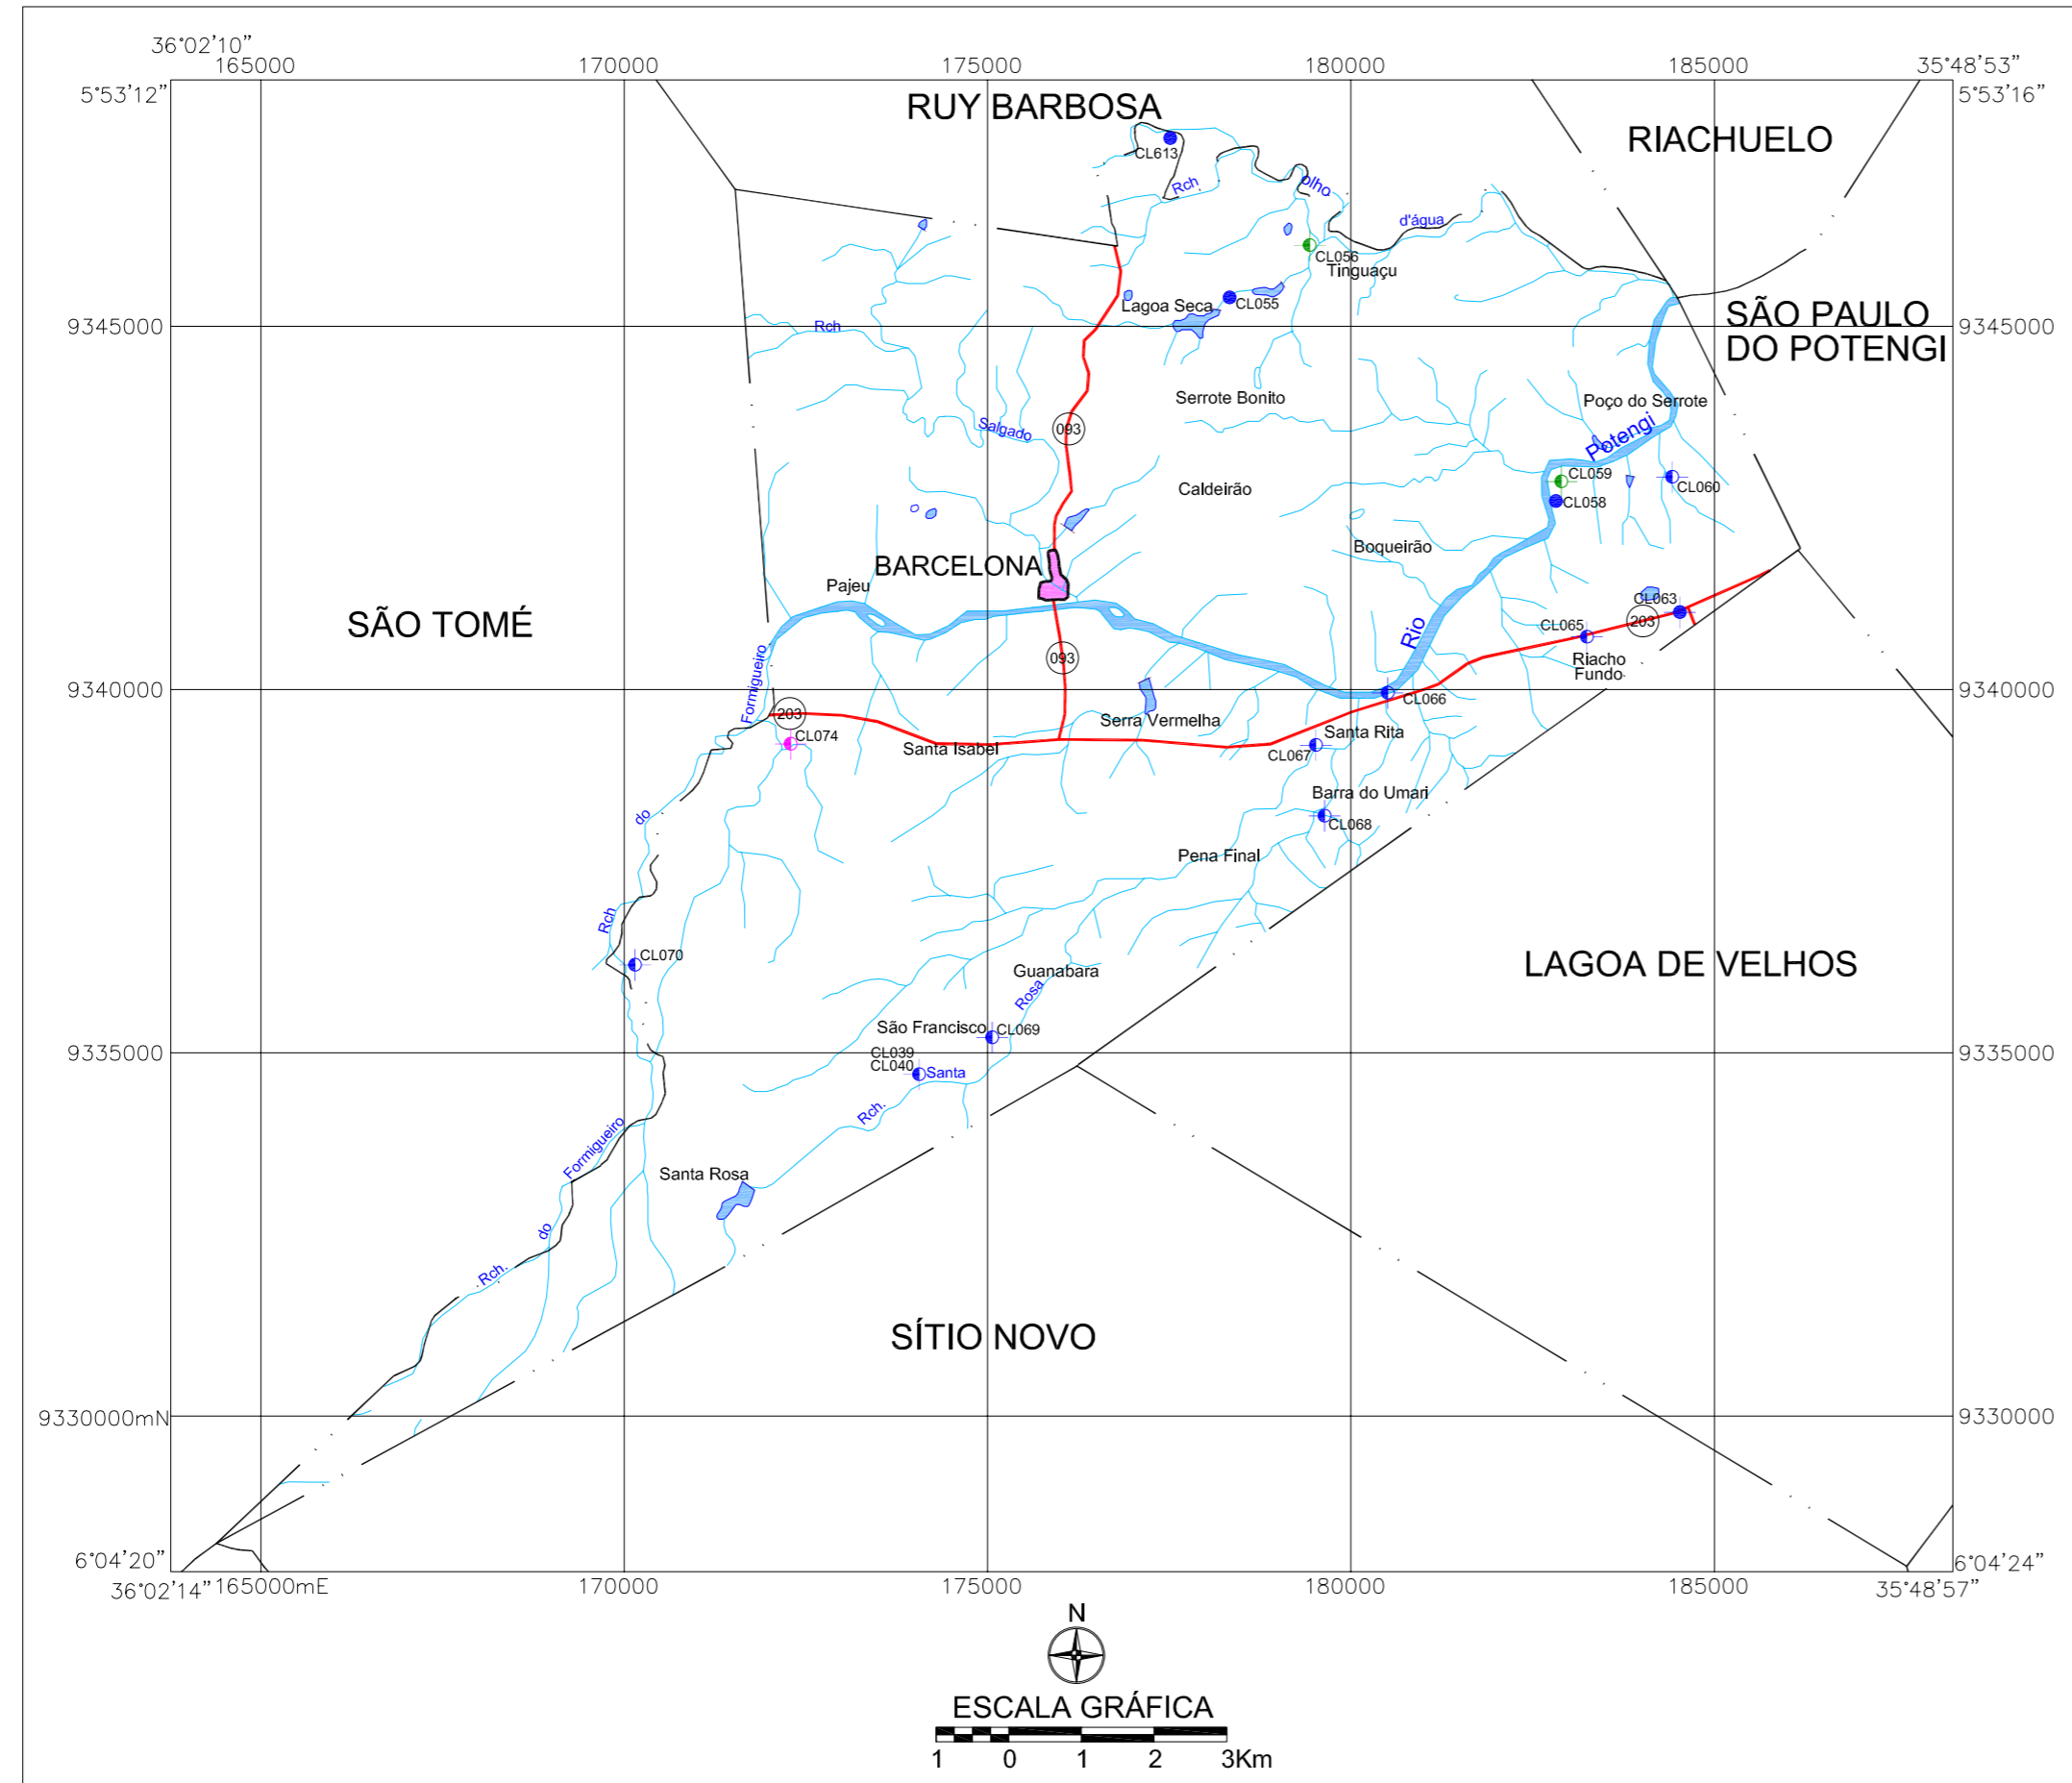 36°02'10"
165000
170000
175000
180000
185000
35°48'53"
5°53'12"
5°53'16"
RUY BARBOSA
RIACHUELO
CL613
Rch
olho
d'água
CL056
Tinguaçu
Lagoa Seca
CL055
SÃO PAULO
DO POTENGI
9345000
Rch
9345000
Serrote Bonito
Poço do Serrote
Salgado
093
Potengi
CL059
CL060
Caldeirão
CL058
Boqueirão
BARCELONA
Pajeu
CL063
SÃO TOMÉ
Rio
CL065
203
093
Riacho
Fundo
Formigueiro
9340000
9340000
CL066
203
Serra Vermelha
CL074
Santa Isabel
Santa Rita
CL067
Barra do Umari
do
CL068
Pena Final
Rch
CL070
Guanabara
LAGOA DE VELHOS
Rosa
São Francisco
CL069
9335000
CL039
9335000
CL040
Santa
Rch.
Formigueiro
Santa Rosa
do
Rch.
SÍTIO NOVO
9330000mN
9330000
6°04'20"
6°04'24"
36°02'14"
165000mE
170000
175000
180000
185000
35°48'57"
N
ESCALA GRÁFICA
1 0 1 2 3Km